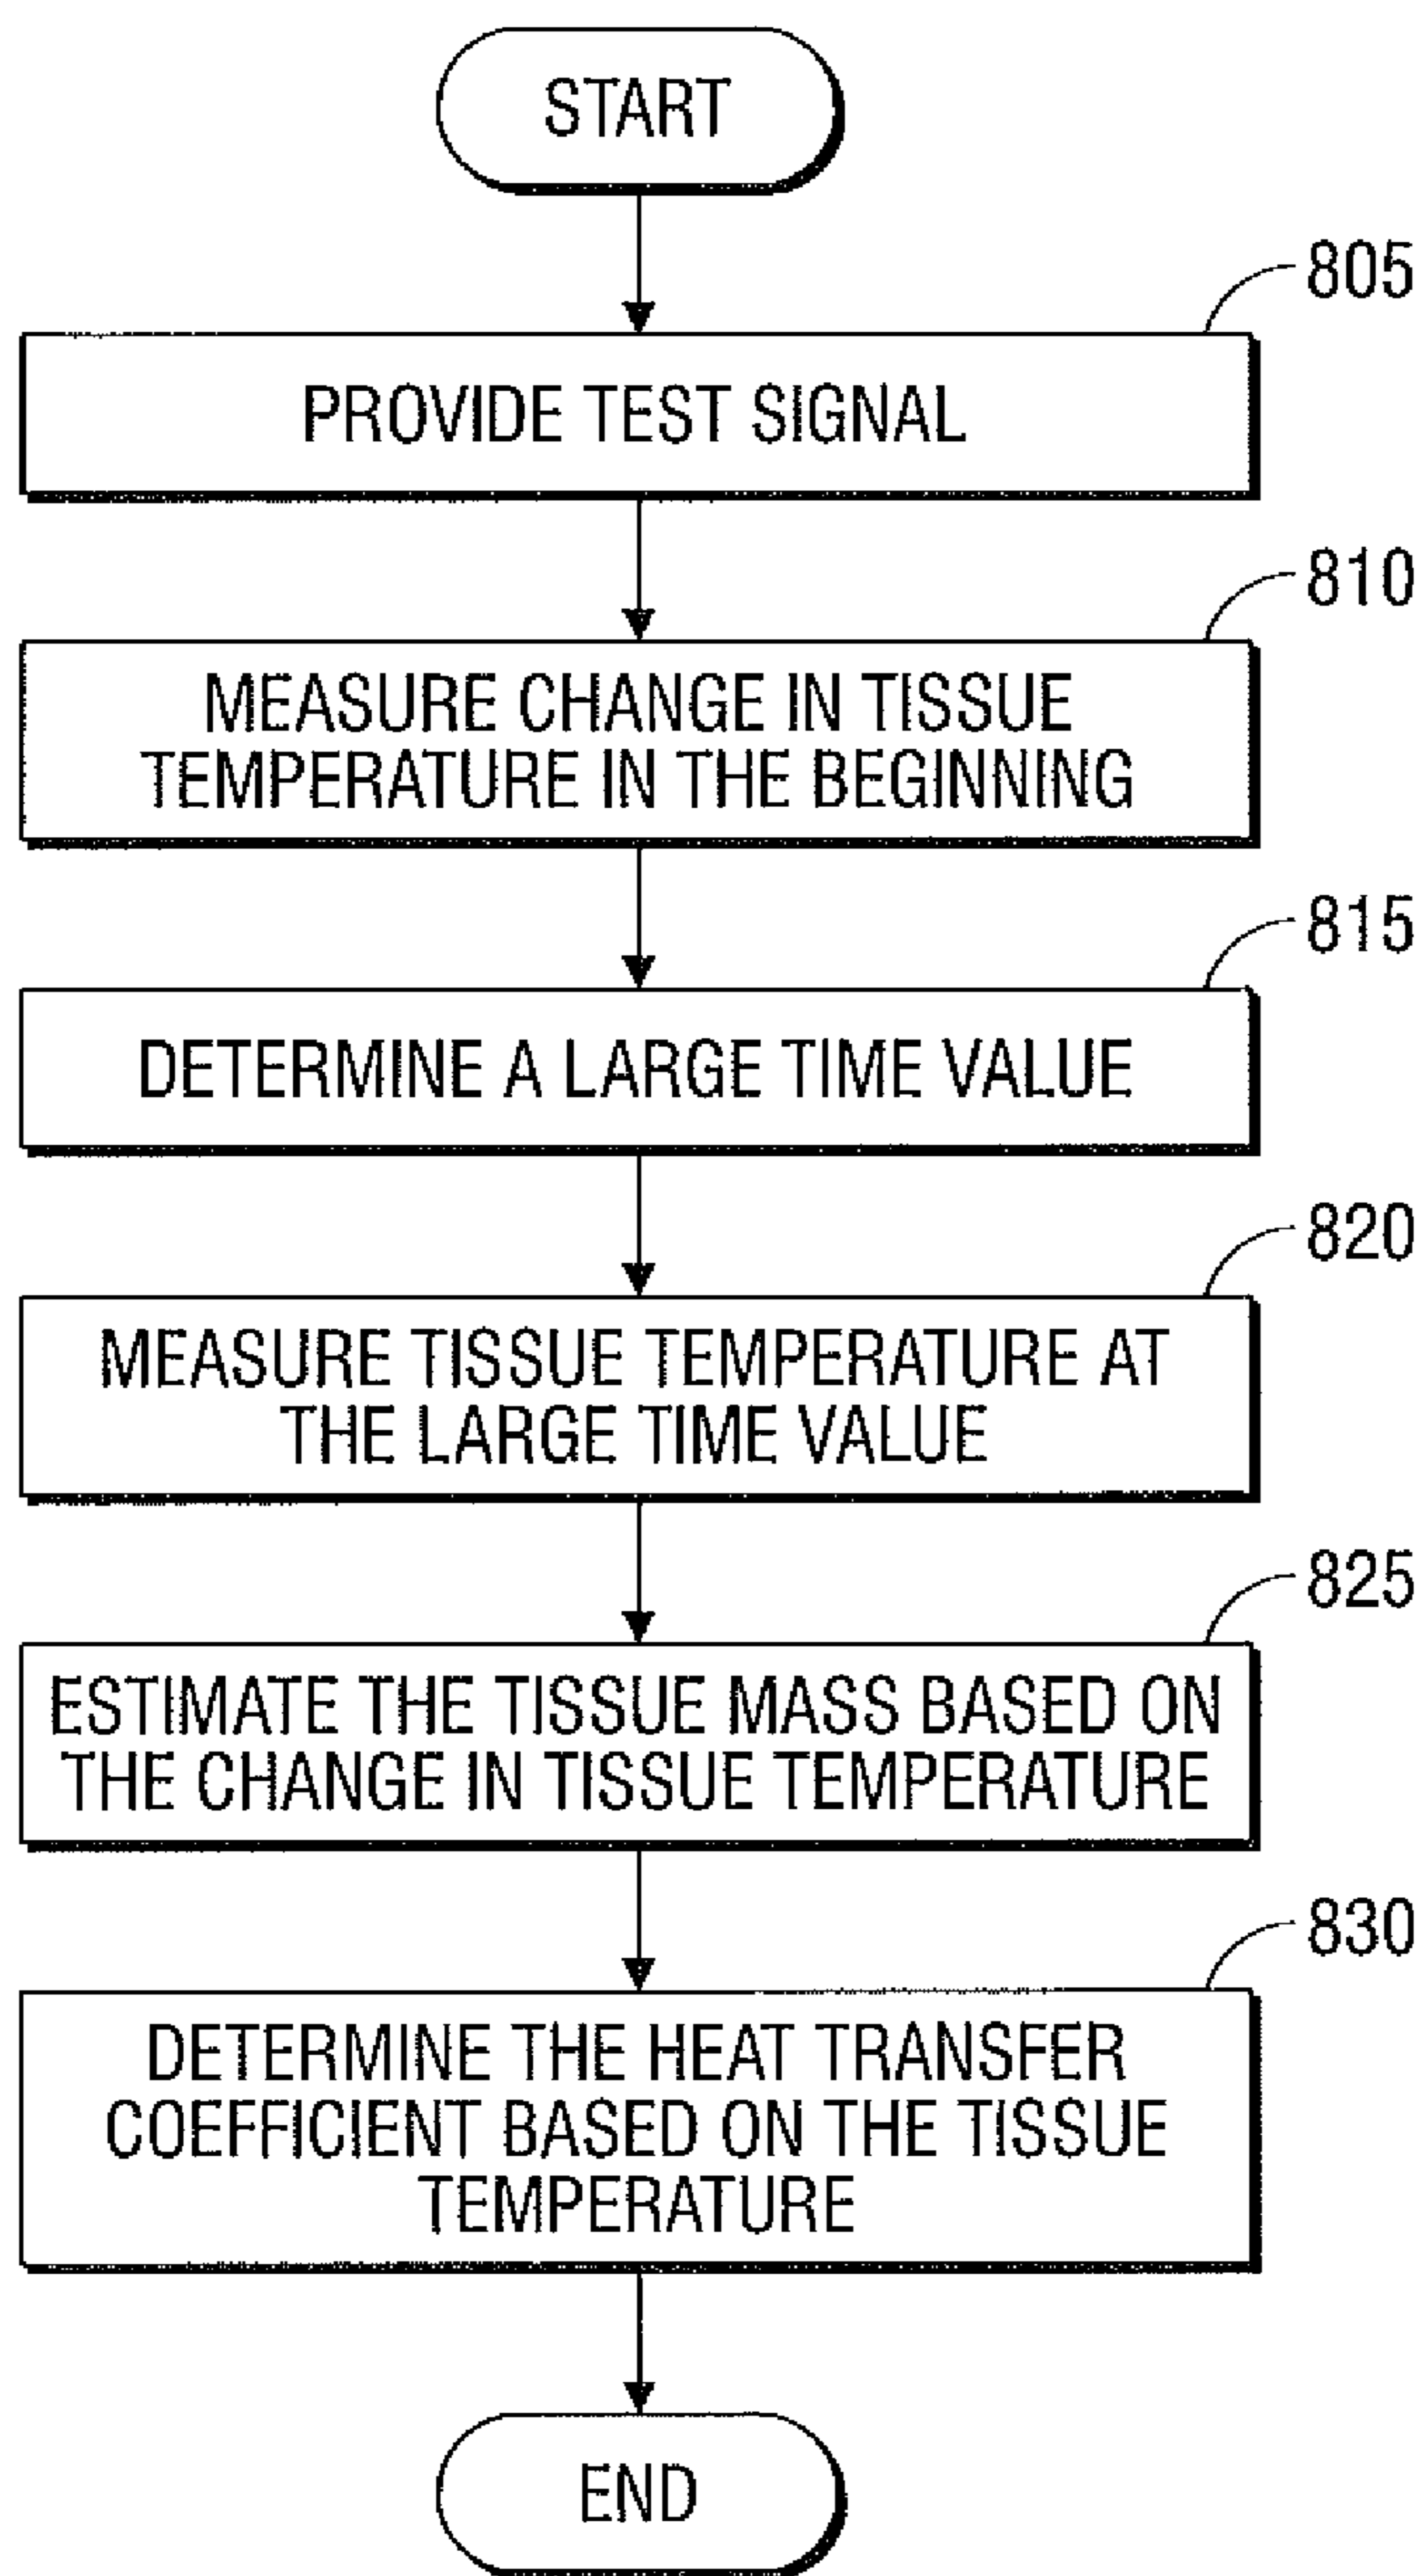 START
805
PROVIDE TEST SIGNAL
810
MEASURE CHANGE IN TISSUE
TEMPERATURE IN THE BEGINNING
815
DETERMINE A LARGE TIME VALUE
820
MEASURE TISSUE TEMPERATURE AT
THE LARGE TIME VALUE
825
ESTIMATE THE TISSUE MASS BASED ON
THE CHANGE IN TISSUE TEMPERATURE
830
DETERMINE THE HEAT TRANSFER
COEFFICIENT BASED ON THE TISSUE
TEMPERATURE
END